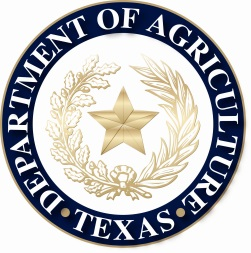 DEPARTMENT OF AGRICULTURE
TEXAS